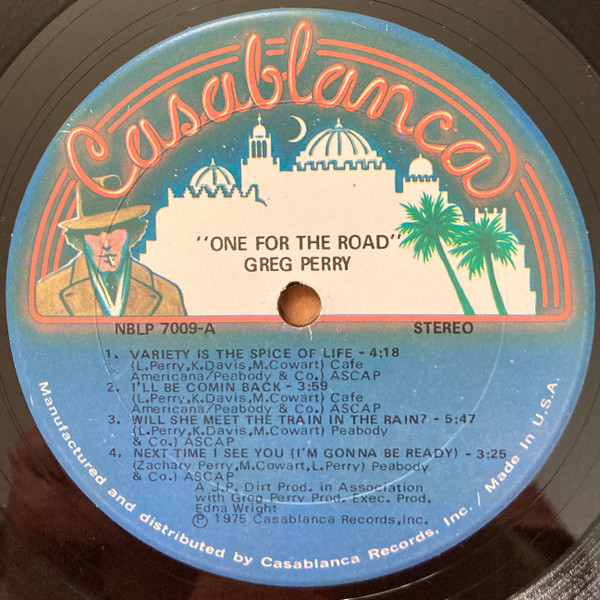 Casablanca
"ONE FOR THE ROAD"
GREG PERRY
NBLP 7009-A STEREO
1. VARIETY IS THE SPICE OF LIFE - 4:18
(L.Perry,K.Davis,M.Cowart) Cafe
Americana/Peabody & Co.) ASCAP
2. I'LL BE COMIN BACK - 3:59
(L.Perry,K.Davis,M.Cowart) Cafe
Americana/Peabody & Co.) ASCAP
3. WILL SHE MEET THE TRAIN IN THE RAIN? - 5:47
(L.Perry,K.Davis,M.Cowart) Peabody
& Co.) ASCAP
4. NEXT TIME I SEE YOU (I'M GONNA BE READY) - 3:25
(Zachary Perry,M.Cowart,L.Perry) Peabody
& Co.) ASCAP
A J.P. Dirt Prod. in Association
with Greg Perry Prod. Exec. Prod.
Edna Wright
Ⓟ 1975 Casablanca Records,Inc.
Manufactured and distributed by Casablanca Records, Inc. / Made in U.S.A.